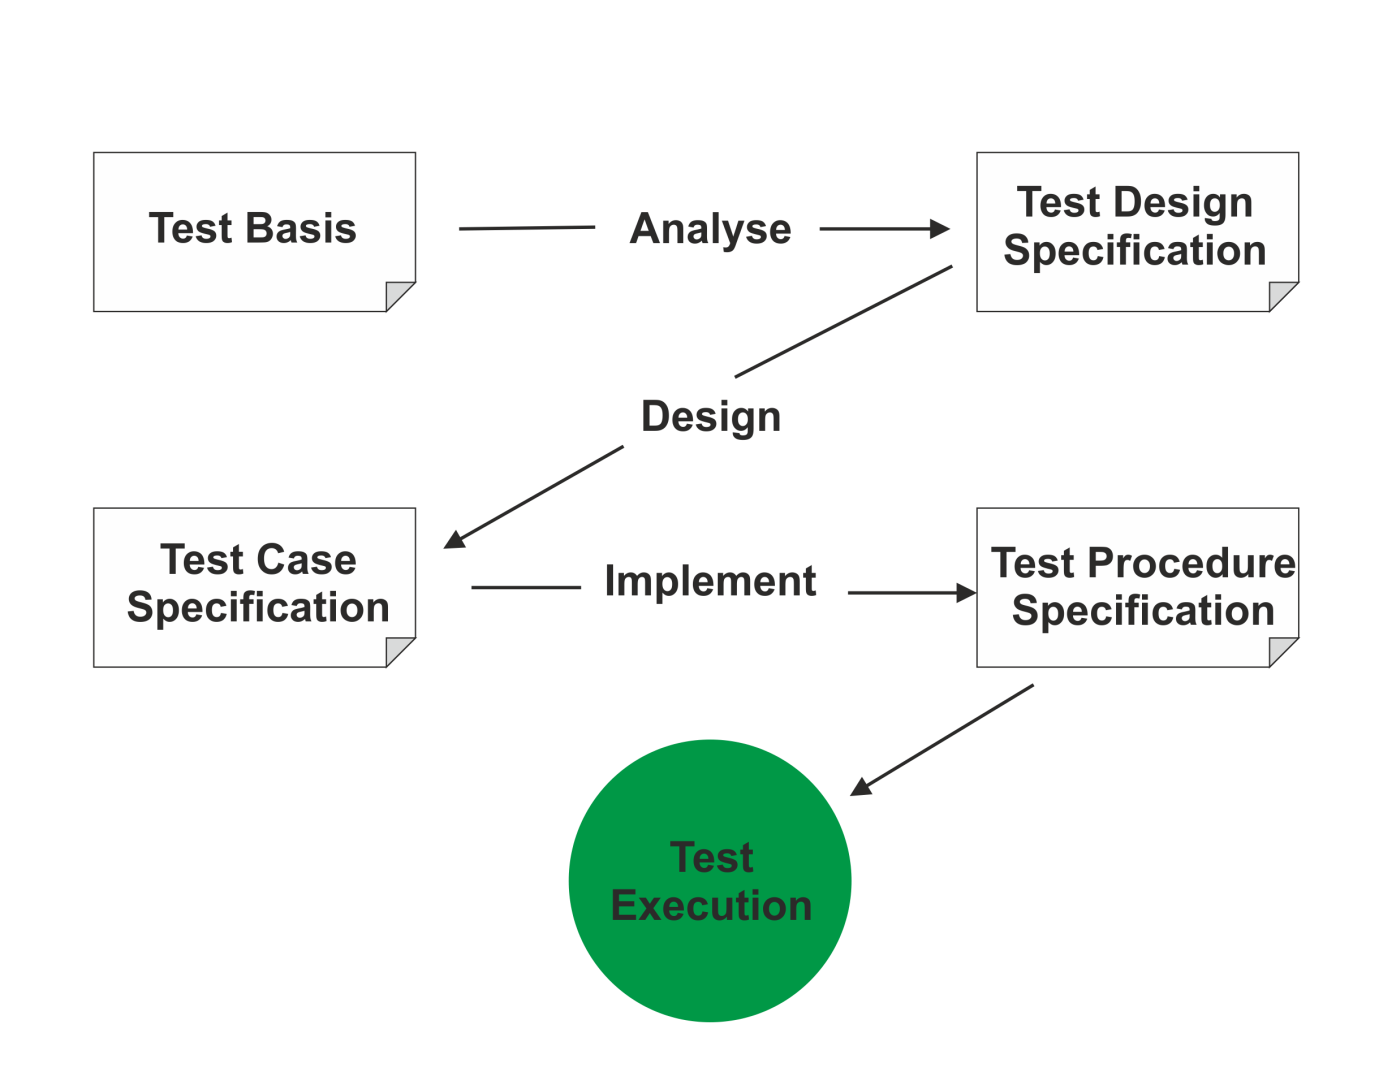 Test Basis
Analyse
Test Design
Specification
Design
Test Case
Specification
Implement
Test Procedure
Specification
Test
Execution